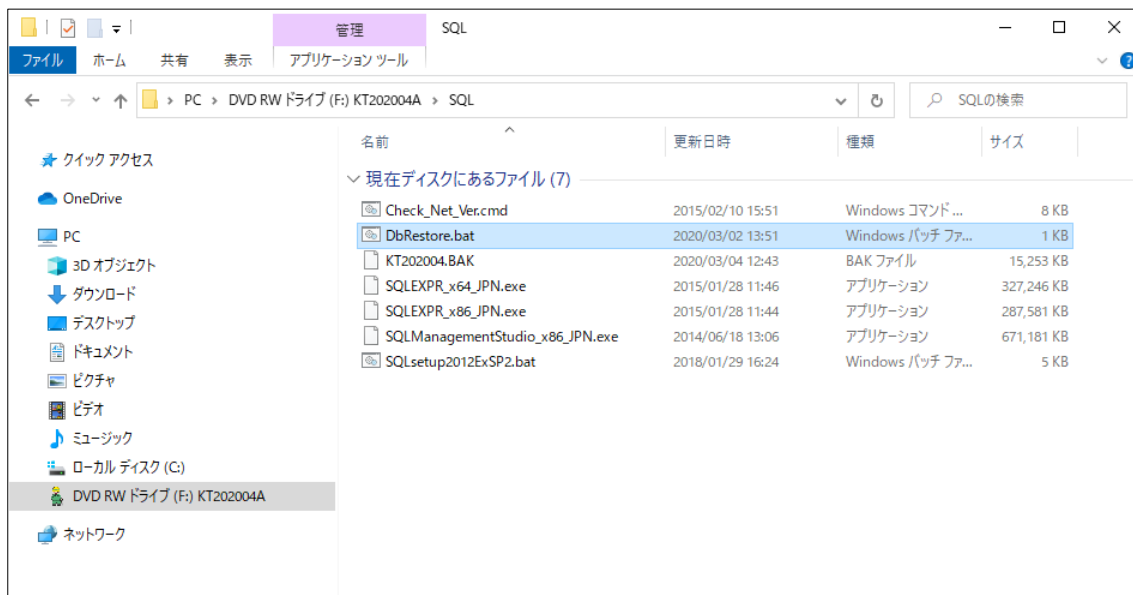 管理 SQL
ファイル ホーム 共有 表示 アプリケーション ツール
PC › DVD RW ドライブ (F:) KT202004A › SQL SQLの検索
名前 更新日時 種類 サイズ
クイック アクセス
OneDrive
PC
3D オブジェクト
ダウンロード
デスクトップ
ドキュメント
ピクチャ
ビデオ
ミュージック
ローカル ディスク (C:)
DVD RW ドライブ (F:) KT202004A
ネットワーク
現在ディスクにあるファイル (7)
Check_Net_Ver.cmd 2015/02/10 15:51 Windows コマンド ... 8 KB
DbRestore.bat 2020/03/02 13:51 Windows バッチ ファ... 1 KB
KT202004.BAK 2020/03/04 12:43 BAK ファイル 15,253 KB
SQLEXPR_x64_JPN.exe 2015/01/28 11:46 アプリケーション 327,246 KB
SQLEXPR_x86_JPN.exe 2015/01/28 11:44 アプリケーション 287,581 KB
SQLManagementStudio_x86_JPN.exe 2014/06/18 13:06 アプリケーション 671,181 KB
SQLsetup2012ExSP2.bat 2018/01/29 16:24 Windows バッチ ファ... 5 KB